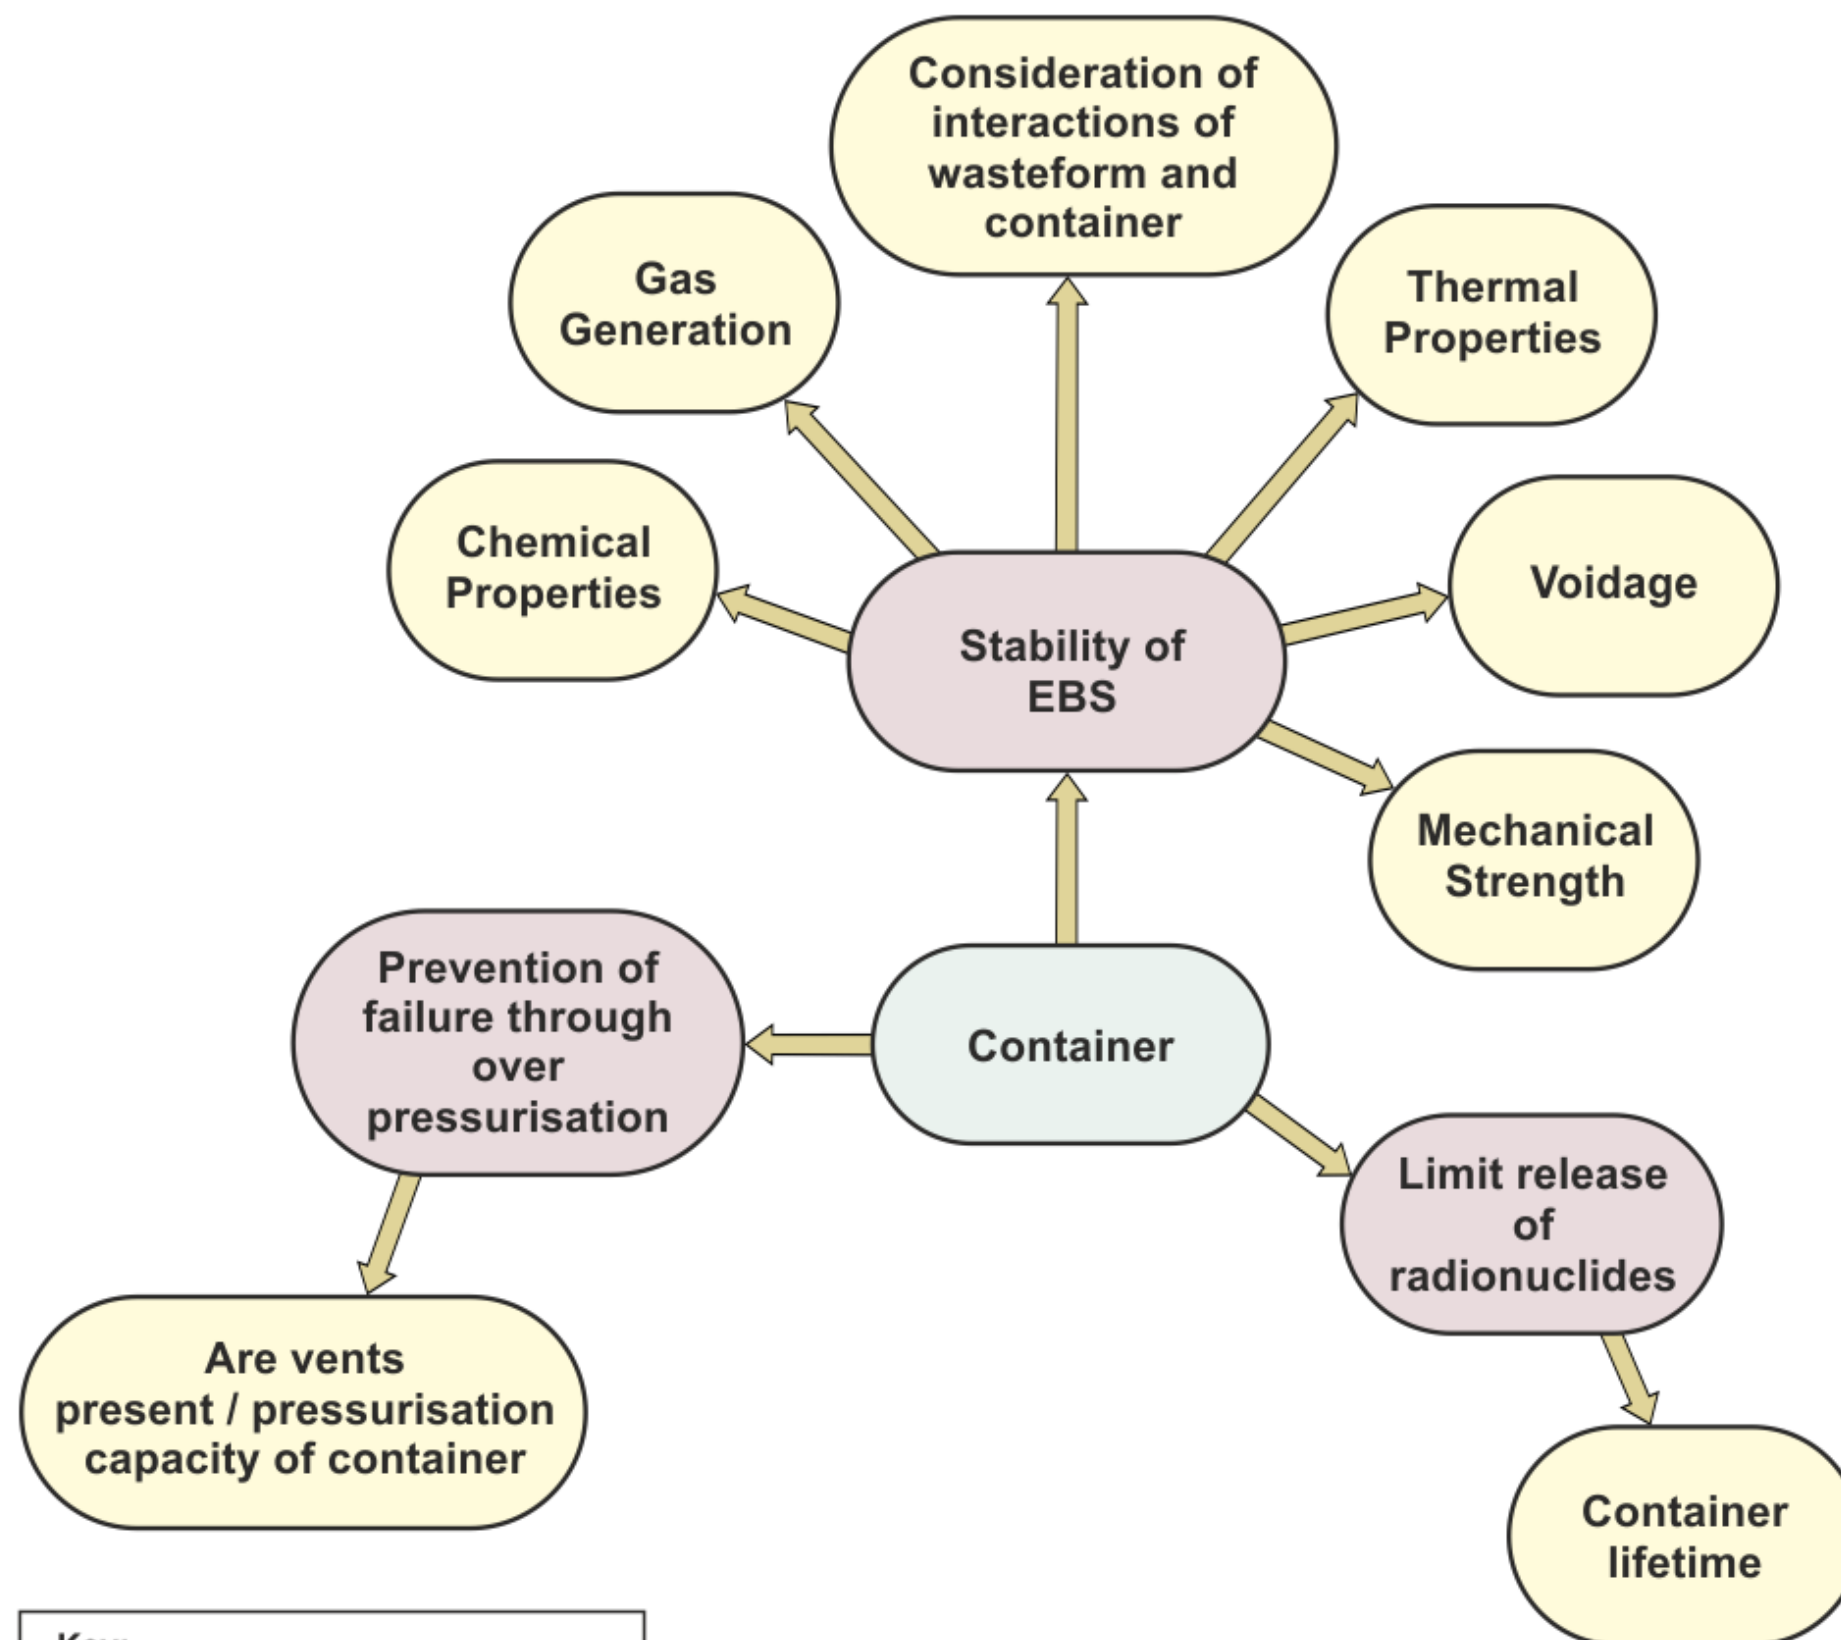 Consideration of
interactions of
wasteform and
container
Gas
Generation
Thermal
Properties
Chemical
Properties
Voidage
Stability of
EBS
Mechanical
Strength
Prevention of
failure through
over
pressurisation
Container
Limit release
of
radionuclides
Are vents
present / pressurisation
capacity of container
Container
lifetime